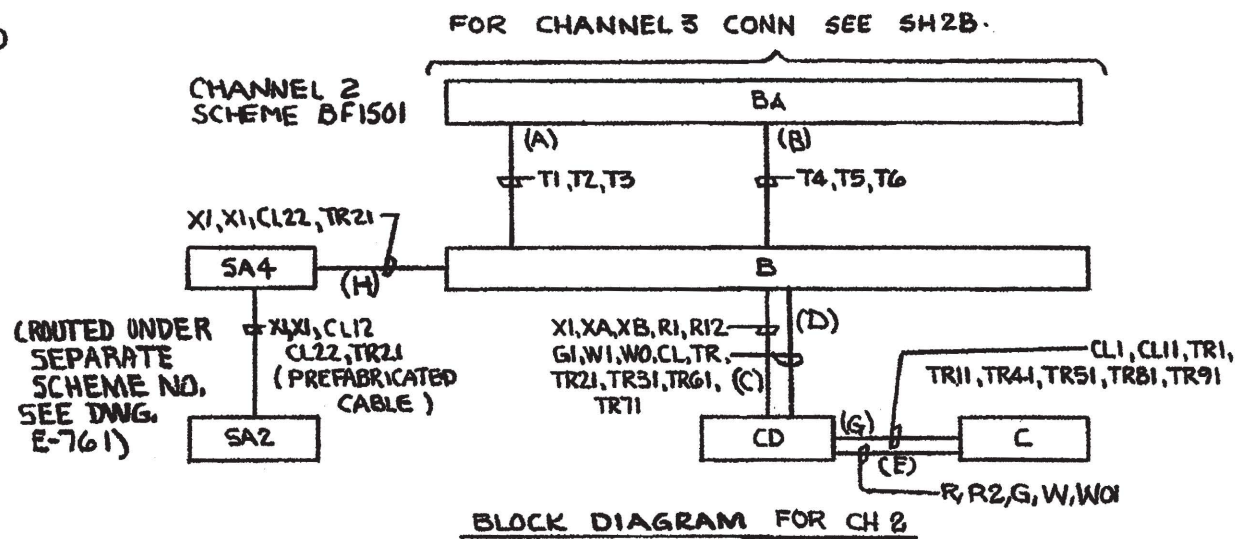 FOR CHANNEL 3 CONN SEE SH2B.
CHANNEL 2
SCHEME BF1501
BA
(A)
(B)
T1,T2,T3
T4,T5,T6
X1,X1,CL22,TR21
SA4
(H)
B
(ROUTED UNDER
SEPARATE
SCHEME NO.
SEE DWG.
E-761)
X1,X1,CL12
CL22,TR21
(PREFABRICATED
CABLE)
X1,XA,XB,R1,R12
(D)
G1,W1,WO,CL,TR,
TR21,TR31,TR61,
TR71
(C)
CL1,CL11,TR1,
TR11,TR41,TR51,TR81,TR91
SA2
CD
(G)
(E)
C
R,R2,G,W,WO1
BLOCK DIAGRAM FOR CH 2